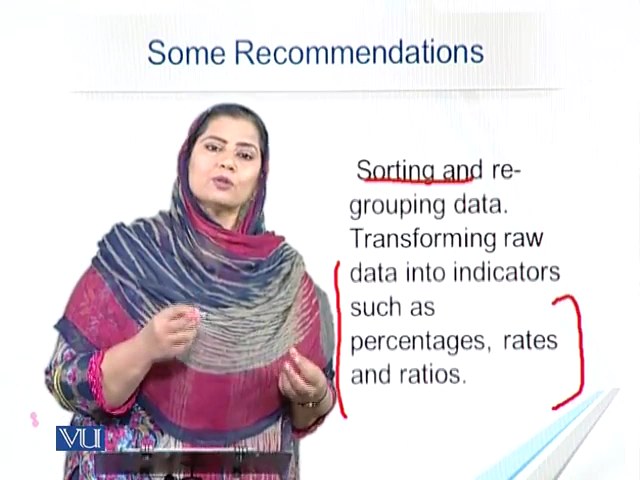 Some Recommendations
Sorting and re-
grouping data.
Transforming raw
data into indicators
such as
percentages, rates
and ratios.
VU